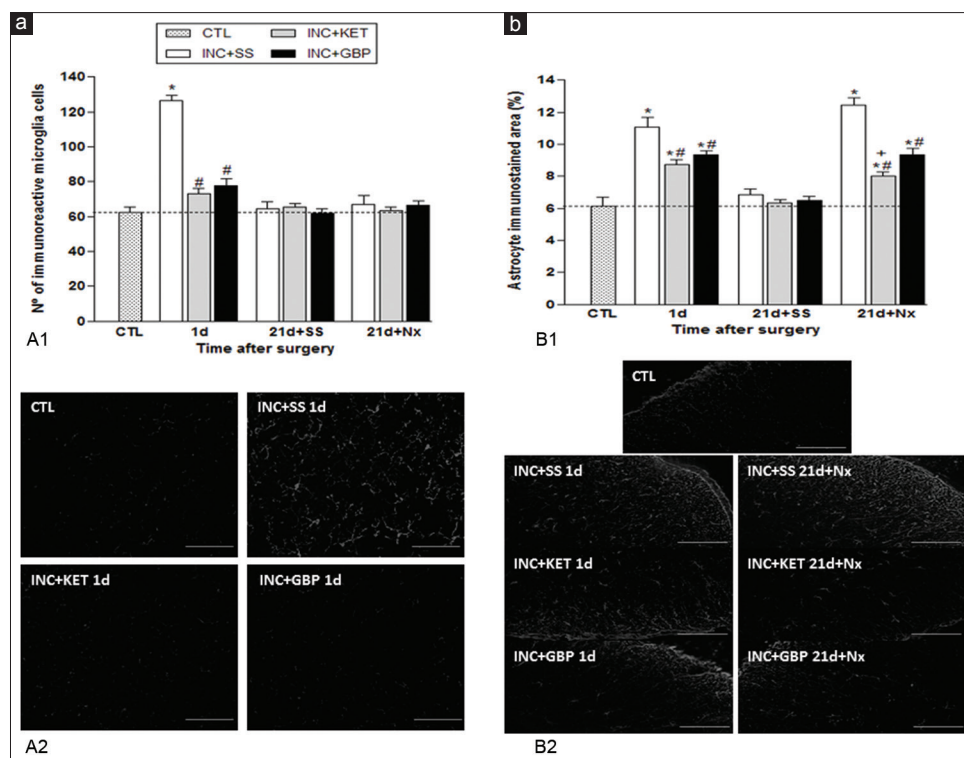 a
CTL
INC+KET
INC+SS
INC+GBP
Nº of immunoreactive microglia cells
140
120
100
80
60
40
20
0
*
#
#
CTL
1d
21d+SS
21d+Nx
Time after surgery
A1
b
Astrocyte immunostained area (%)
14
12
10
8
6
4
2
0
*
*#
*#
*
+
*#
*#
CTL
1d
21d+SS
21d+Nx
Time after surgery
B1
CTL
INC+SS 1d
INC+KET 1d
INC+GBP 1d
A2
CTL
INC+SS 1d
INC+SS 21d+Nx
INC+KET 1d
INC+KET 21d+Nx
INC+GBP 1d
INC+GBP 21d+Nx
B2